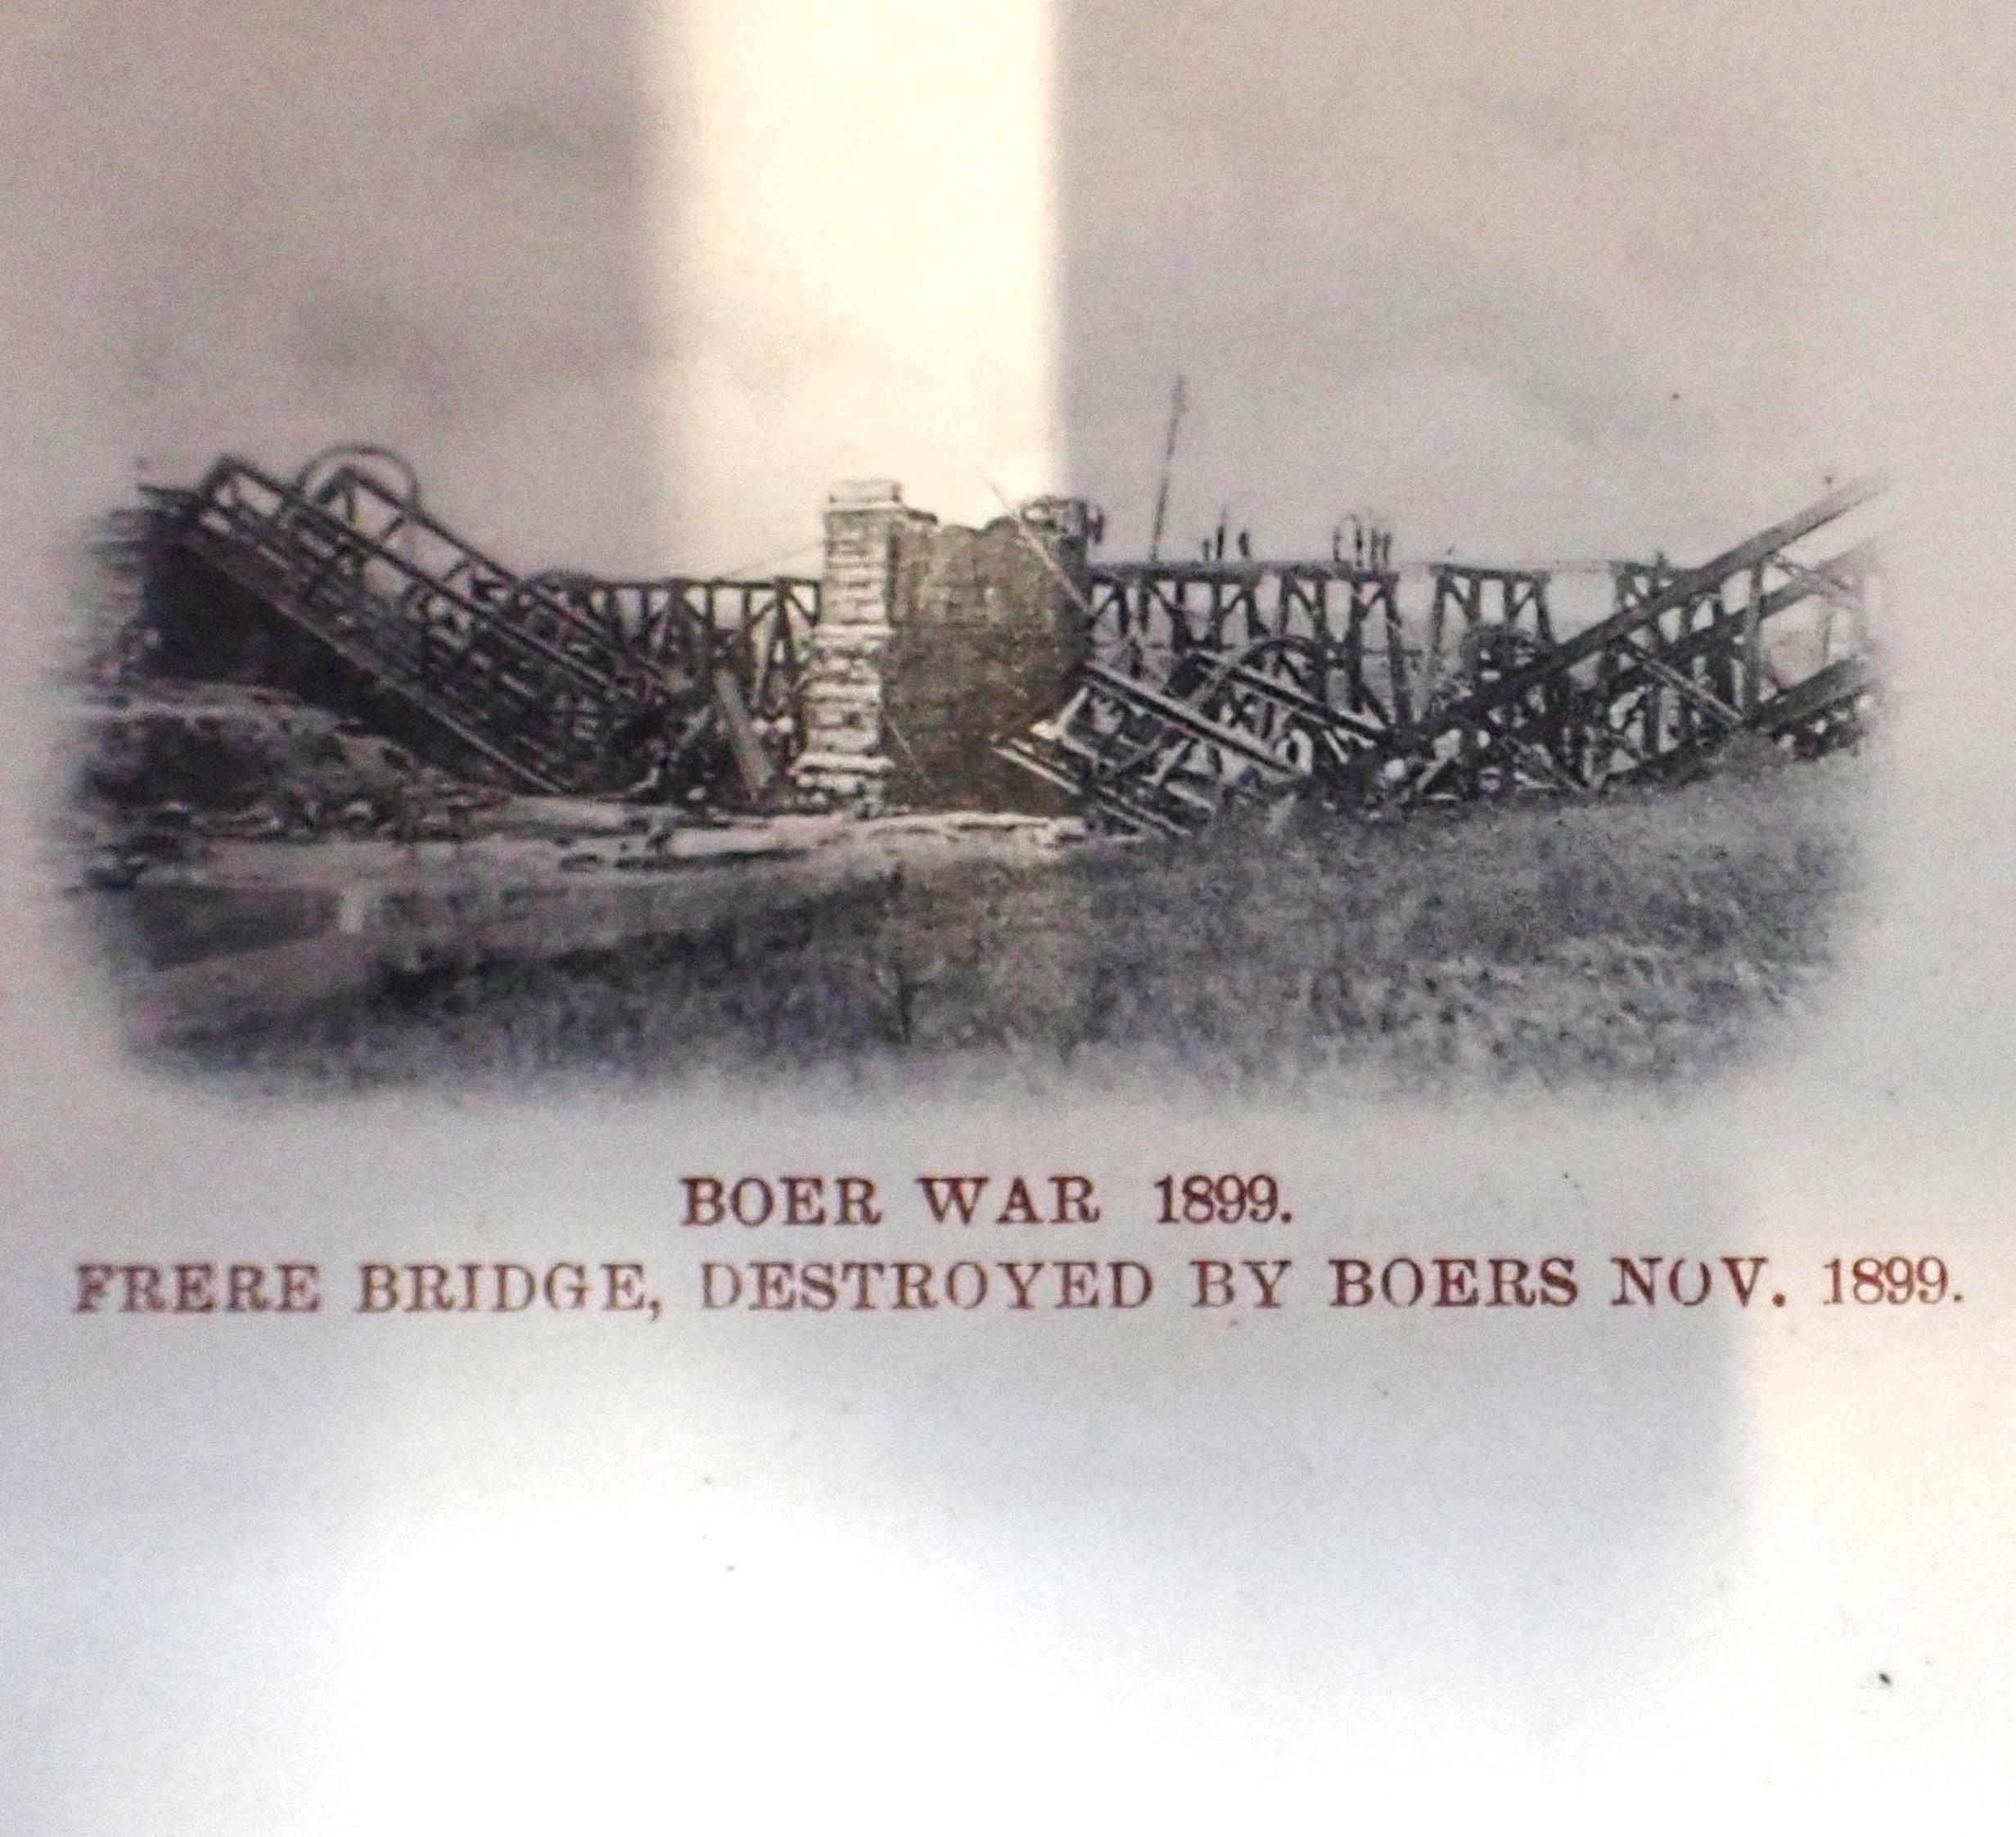 BOER WAR 1899.
FRERE BRIDGE, DESTROYED BY BOERS NOV. 1899.